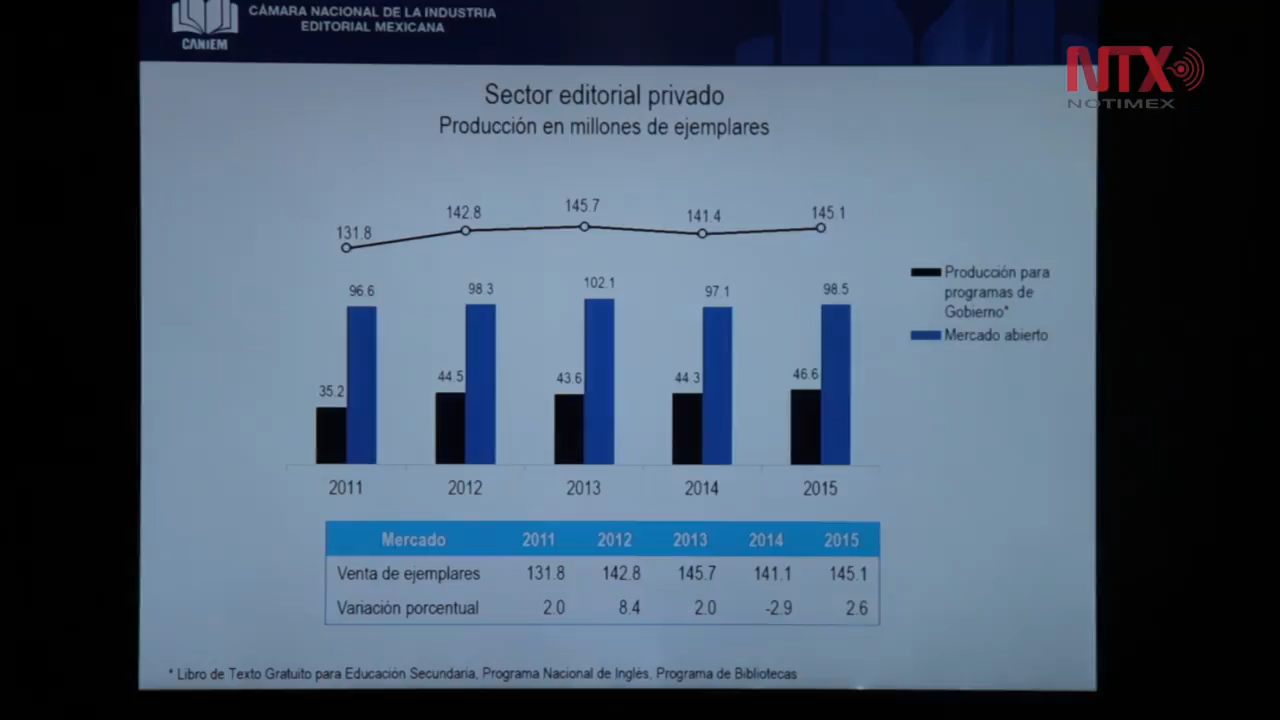 CÁMARA NACIONAL DE LA INDUSTRIA
EDITORIAL MEXICANA
CANIEM
NTX
NOTIMEX
Sector editorial privado
Producción en millones de ejemplares
131.8 142.8 145.7 141.4 145.1
96.6 98.3 102.1 97.1 98.5
35.2 44.5 43.6 44.3 46.6
Producción para
programas de
Gobierno*
Mercado abierto
2011 2012 2013 2014 2015
Mercado 2011 2012 2013 2014 2015
Venta de ejemplares 131.8 142.8 145.7 141.1 145.1
Variación porcentual 2.0 8.4 2.0 -2.9 2.6
* Libro de Texto Gratuito para Educación Secundaria, Programa Nacional de Inglés, Programa de Bibliotecas